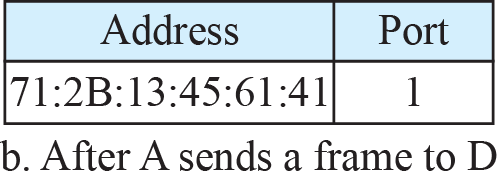 Address Port
71:2B:13:45:61:41 1
b. After A sends a frame to D